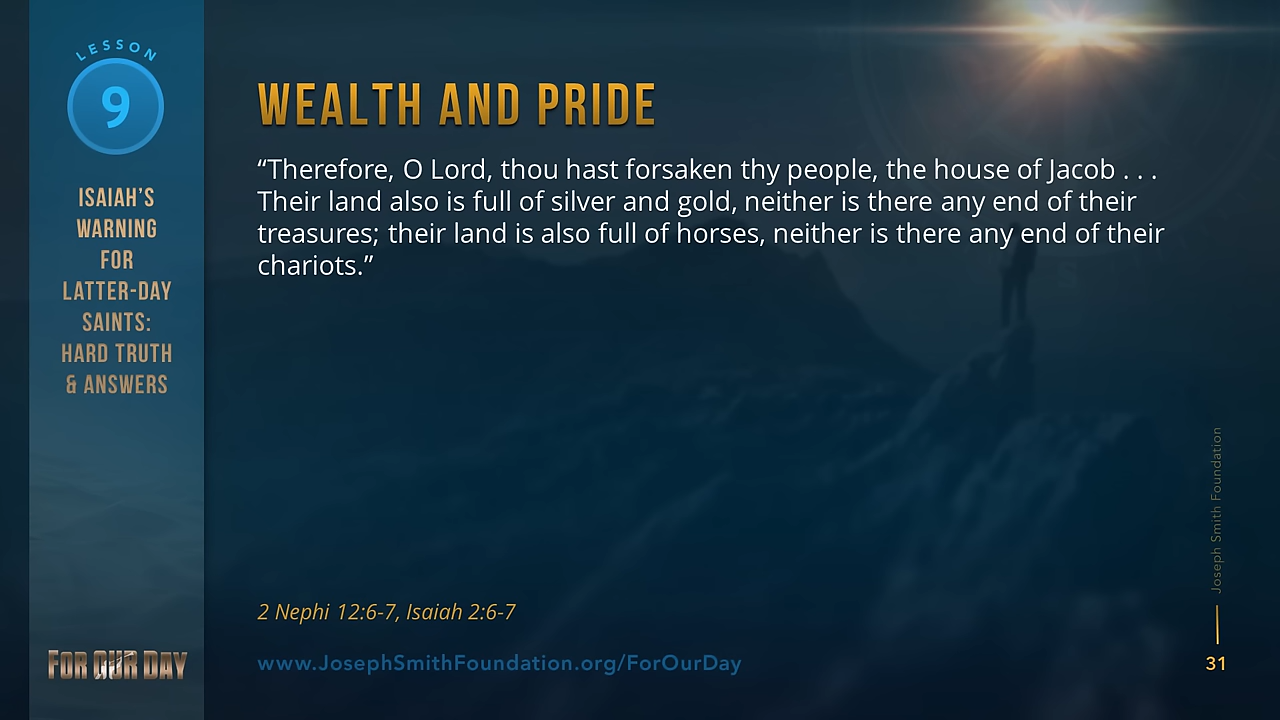 LESSON
9
ISAIAH'S
WARNING
FOR
LATTER-DAY
SAINTS:
HARD TRUTH
& ANSWERS
FOR OUR DAY
WEALTH AND PRIDE
“Therefore, O Lord, thou hast forsaken thy people, the house of Jacob . . .
Their land also is full of silver and gold, neither is there any end of their
treasures; their land is also full of horses, neither is there any end of their
chariots.”
2 Nephi 12:6-7, Isaiah 2:6-7
www.JosephSmithFoundation.org/ForOurDay
Joseph Smith Foundation
31